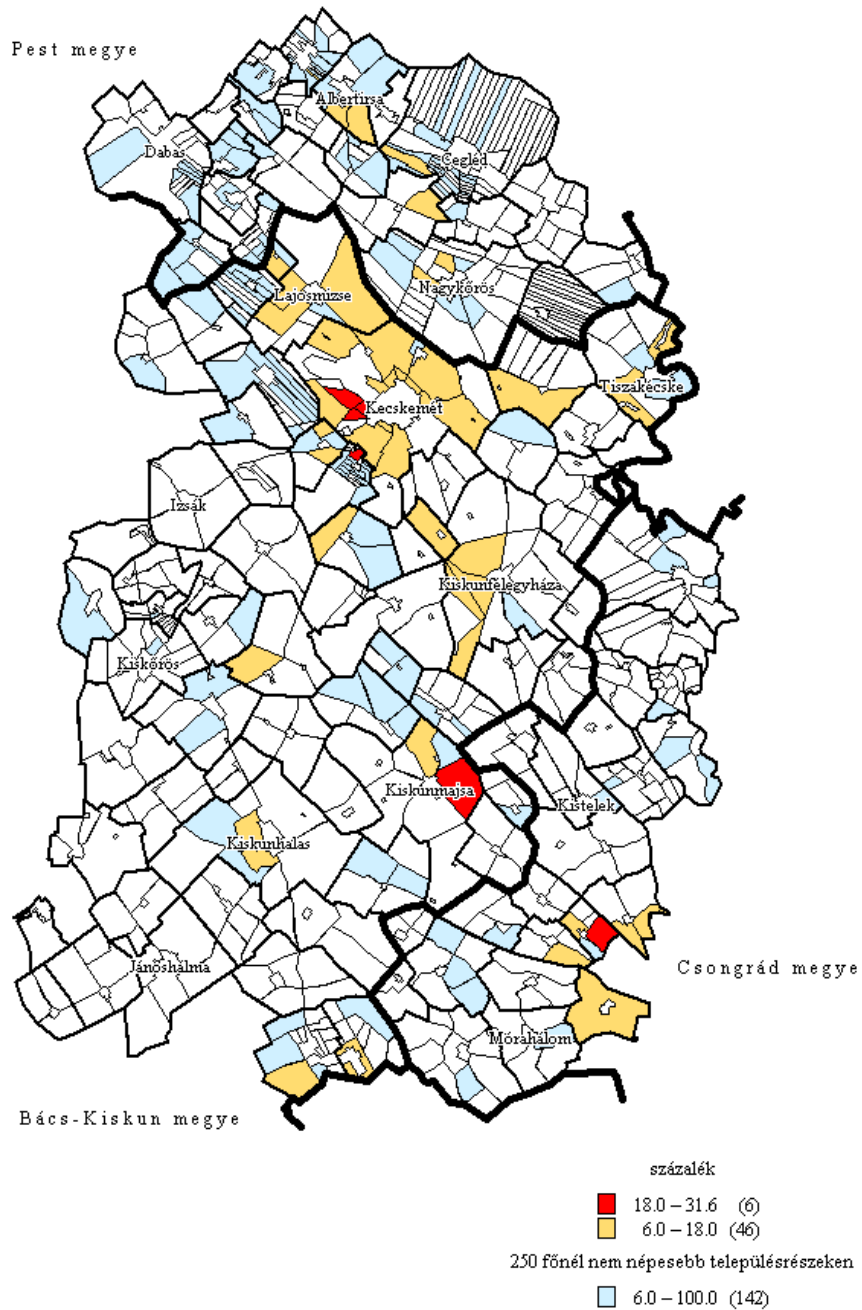 Pest megye
Albertirsa
Dabas
Cegléd
Lajosmizse
Nagykőrös
Tiszakécske
Kecskemét
Izsák
Kiskunfélegyháza
Kiskőrös
Kiskunmajsa
Kistelek
Kiskunhalas
Jánoshalma
Csongrád megye
Mórahalom
Bács-Kiskun megye
százalék
18.0 – 31.6 (6)
6.0 – 18.0 (46)
250 főnél nem népesebb településrészeken
6.0 – 100.0 (142)